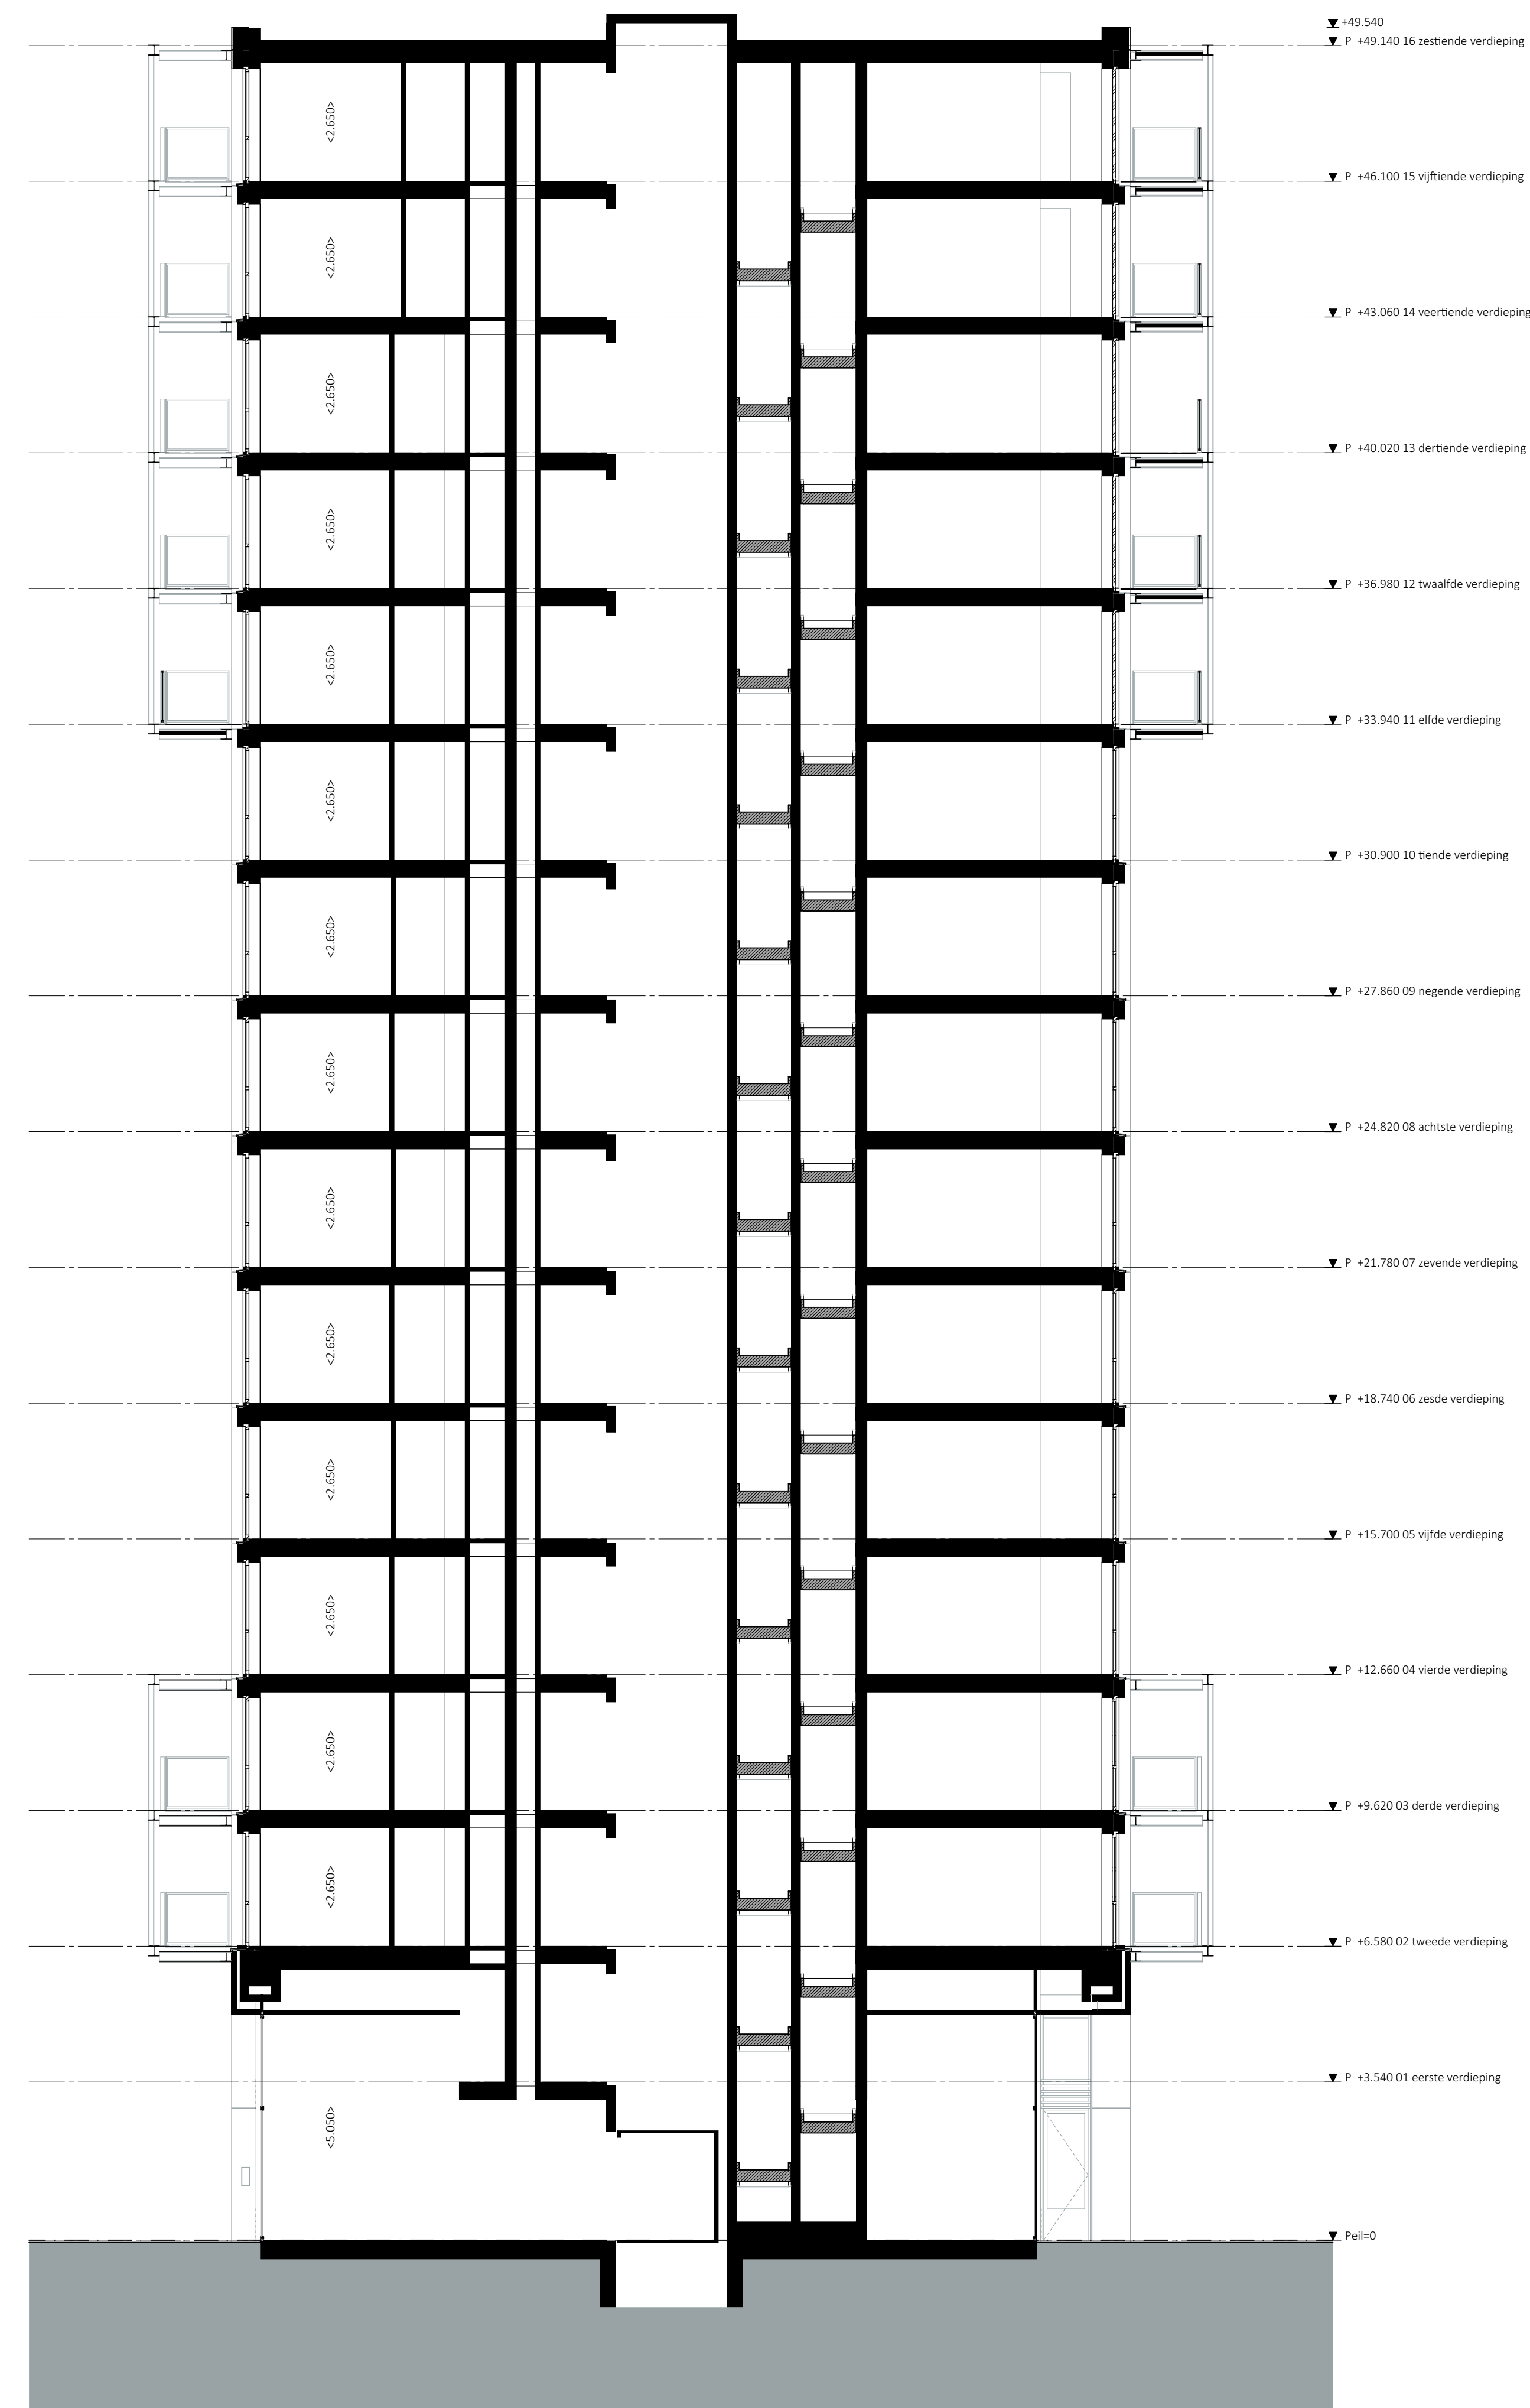 +49.540
P +49.140 16 zestiende verdieping
<2.650>
P +46.100 15 vijftiende verdieping
<2.650>
P +43.060 14 veertiende verdieping
<2.650>
P +40.020 13 dertiende verdieping
<2.650>
P +36.980 12 twaalfde verdieping
<2.650>
P +33.940 11 elfde verdieping
<2.650>
P +30.900 10 tiende verdieping
<2.650>
P +27.860 09 negende verdieping
<2.650>
P +24.820 08 achtste verdieping
<2.650>
P +21.780 07 zevende verdieping
<2.650>
P +18.740 06 zesde verdieping
<2.650>
P +15.700 05 vijfde verdieping
<2.650>
P +12.660 04 vierde verdieping
<2.650>
P +9.620 03 derde verdieping
<2.650>
P +6.580 02 tweede verdieping
P +3.540 01 eerste verdieping
<5.050>
Peil=0